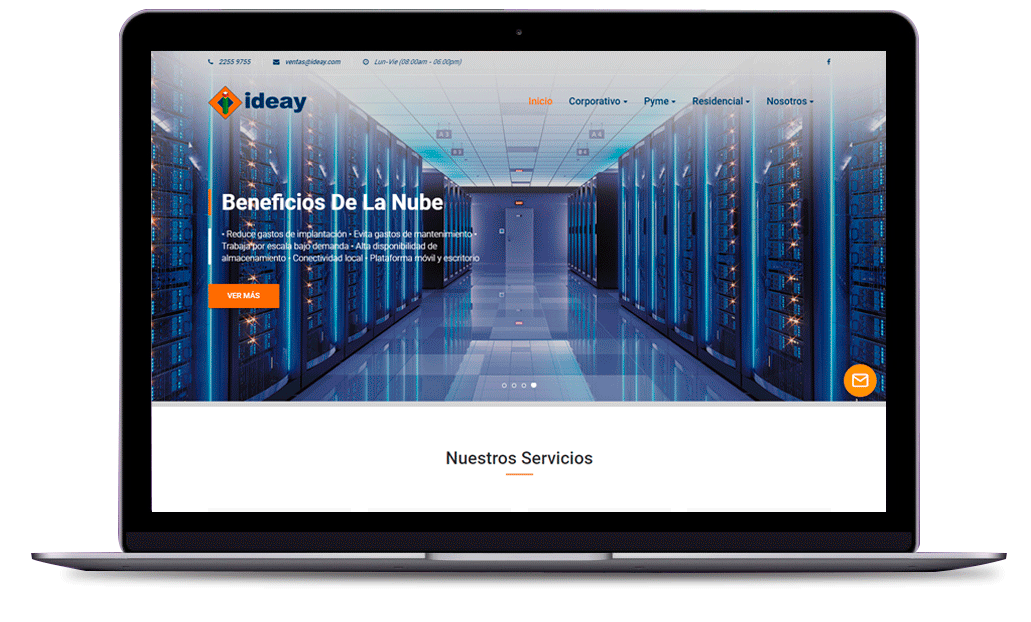 2255 9755 ventas@ideay.com Lun-Vie (08:00am - 06:00pm)
ideay
Inicio Corporativo Pyme Residencial Nosotros
A 3 A 4
Beneficios De La Nube
• Reduce gastos de implantación • Evita gastos de mantenimiento •
Trabaja por escala bajo demanda • Alta disponibilidad de
almacenamiento • Conectividad local • Plataforma móvil y escritorio
VER MÁS
Nuestros Servicios